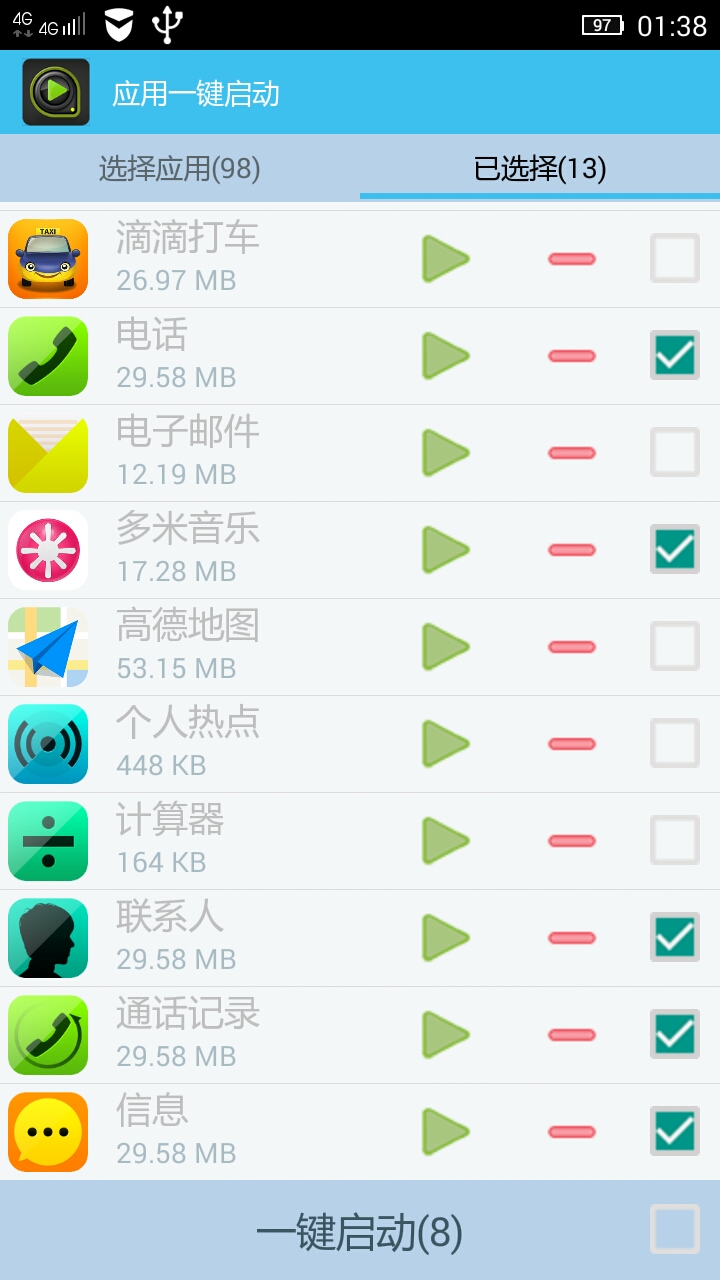 4G 4G 97 01:38
应用一键启动
选择应用(98) 已选择(13)
TAXI
滴滴打车
26.97 MB
电话
29.58 MB
电子邮件
12.19 MB
多米音乐
17.28 MB
高德地图
53.15 MB
个人热点
448 KB
计算器
164 KB
联系人
29.58 MB
通话记录
29.58 MB
信息
29.58 MB
一键启动(8)